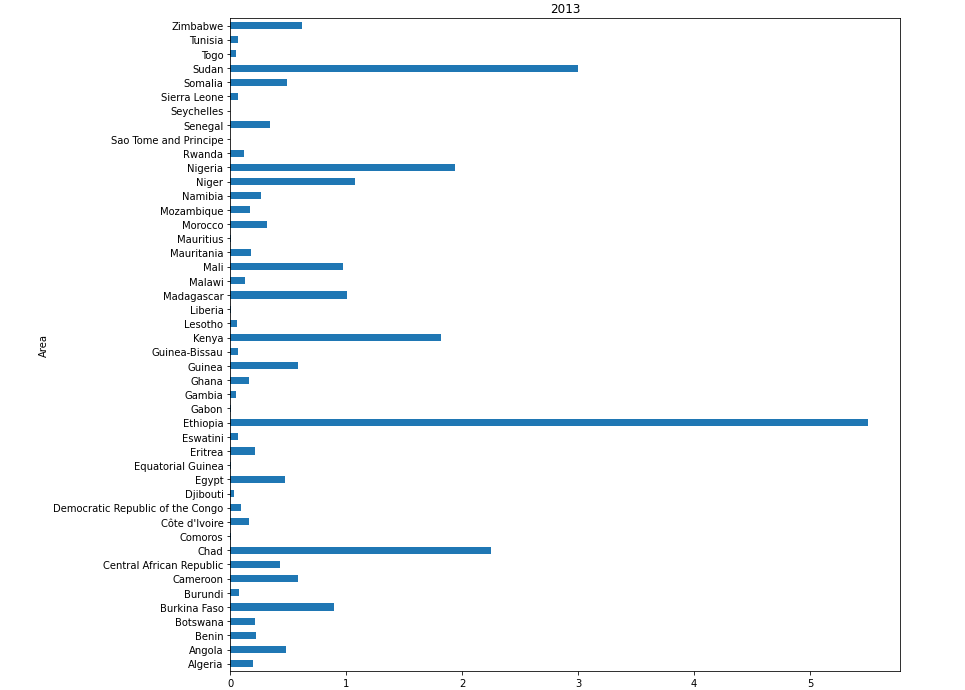 2013
Zimbabwe
Tunisia
Togo
Sudan
Somalia
Sierra Leone
Seychelles
Senegal
Sao Tome and Principe
Rwanda
Nigeria
Niger
Namibia
Mozambique
Morocco
Mauritius
Mauritania
Mali
Malawi
Madagascar
Liberia
Lesotho
Kenya
Guinea-Bissau
Guinea
Ghana
Gambia
Gabon
Ethiopia
Eswatini
Eritrea
Equatorial Guinea
Egypt
Djibouti
Democratic Republic of the Congo
Côte d'Ivoire
Comoros
Chad
Central African Republic
Cameroon
Burundi
Burkina Faso
Botswana
Benin
Angola
Algeria
Area
0 1 2 3 4 5